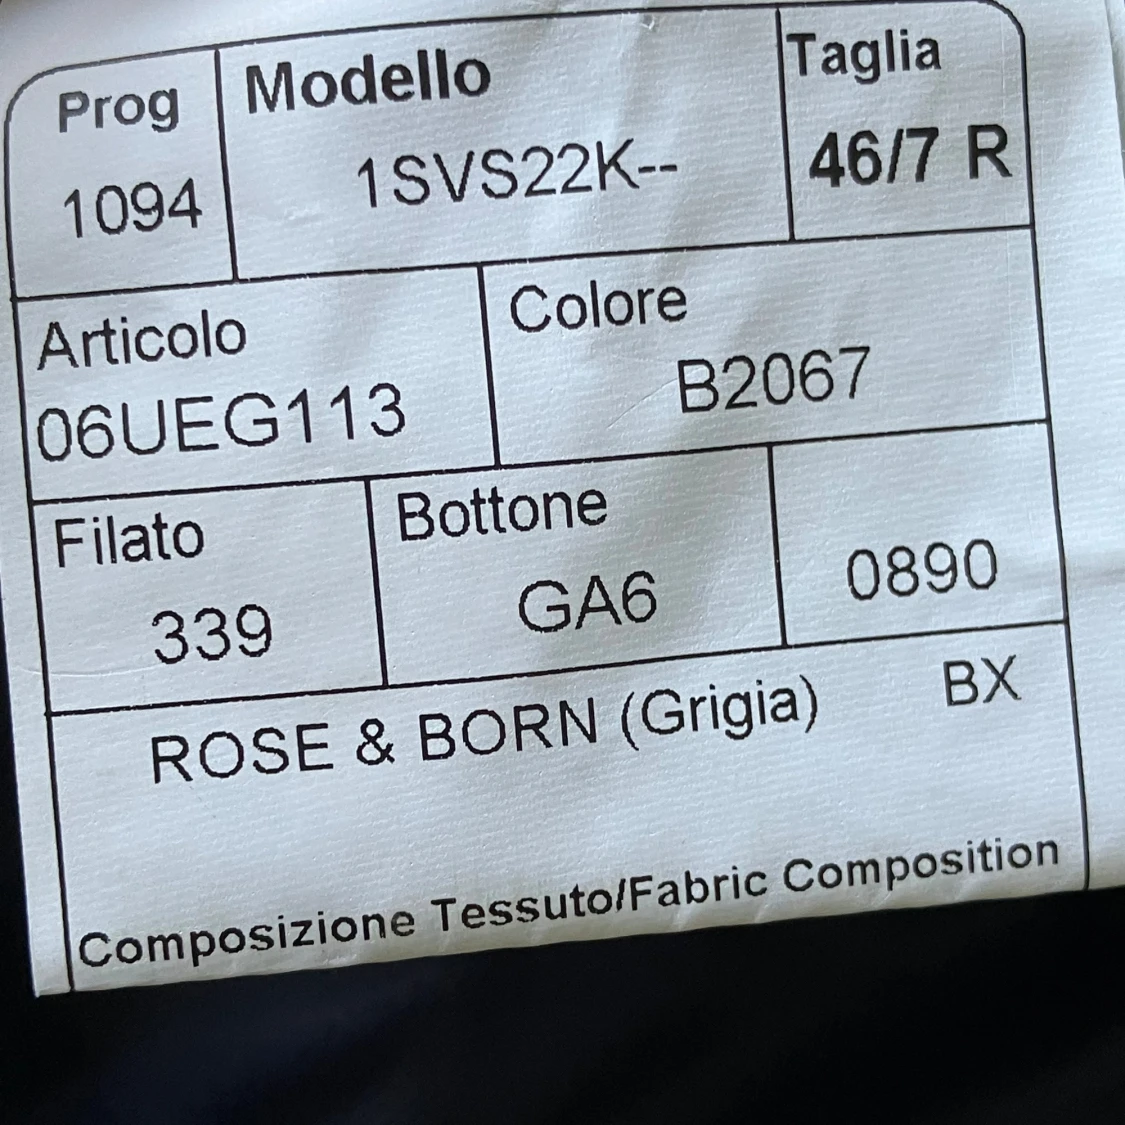 Prog Modello Taglia
1094 1SVS22K-- 46/7 R
Articolo Colore
06UEG113 B2067
Filato Bottone
339 GA6 0890
ROSE & BORN (Grigia) BX
Composizione Tessuto/Fabric Composition